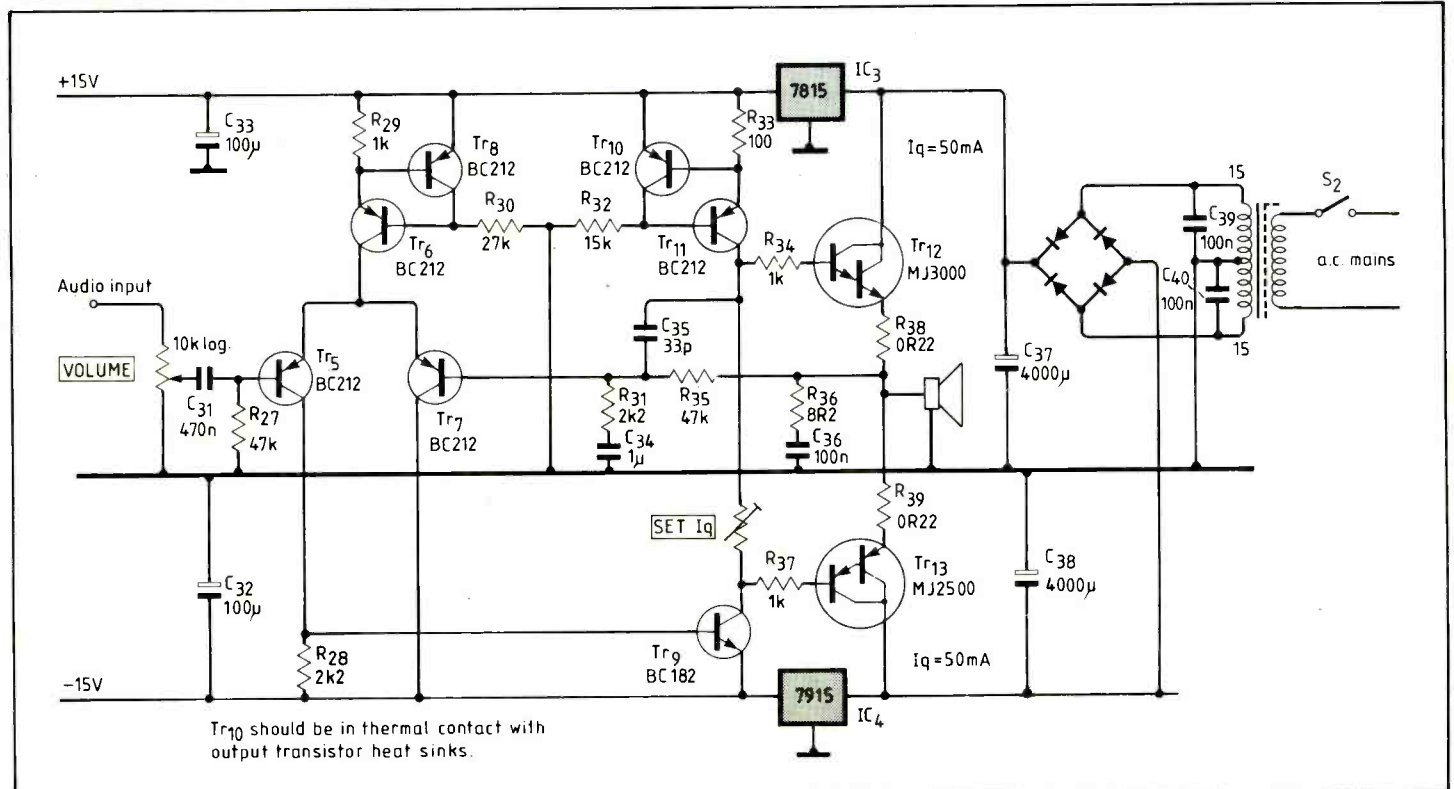 +15V
C33
100µ
R29
1k
Tr8
BC212
Tr6
BC212
R30
27k
Tr10
BC212
R32
15k
Tr11
BC212
R33
100
7815
IC3
Iq=50mA
R34
1k
Tr12
MJ3000
R38
0R22
C37
4000µ
15
C39
100n
C40
100n
15
S2
a.c. mains
Audio input
10k log.
VOLUME
C31
470n
R27
47k
Tr5
BC212
Tr7
BC212
C35
33p
R31
2k2
C34
1µ
R35
47k
R36
8R2
C36
100n
R39
0R22
SET Iq
R37
1k
Tr13
MJ2500
C38
4000µ
C32
100µ
R28
2k2
Tr9
BC182
Iq=50mA
-15V
7915
IC4
Tr10 should be in thermal contact with
output transistor heat sinks.